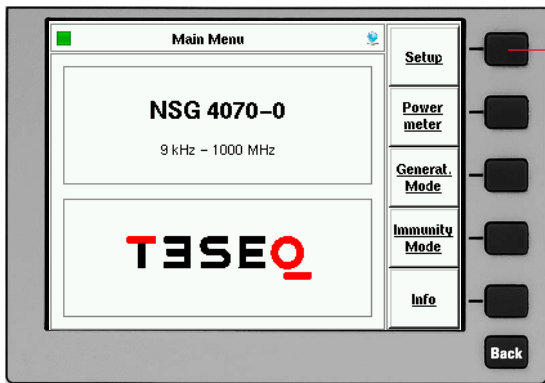 Main Menu
NSG 4070-0
9 kHz - 1000 MHz
TESEQ
Setup
Power
meter
Generat.
Mode
Immunity
Mode
Info
Back